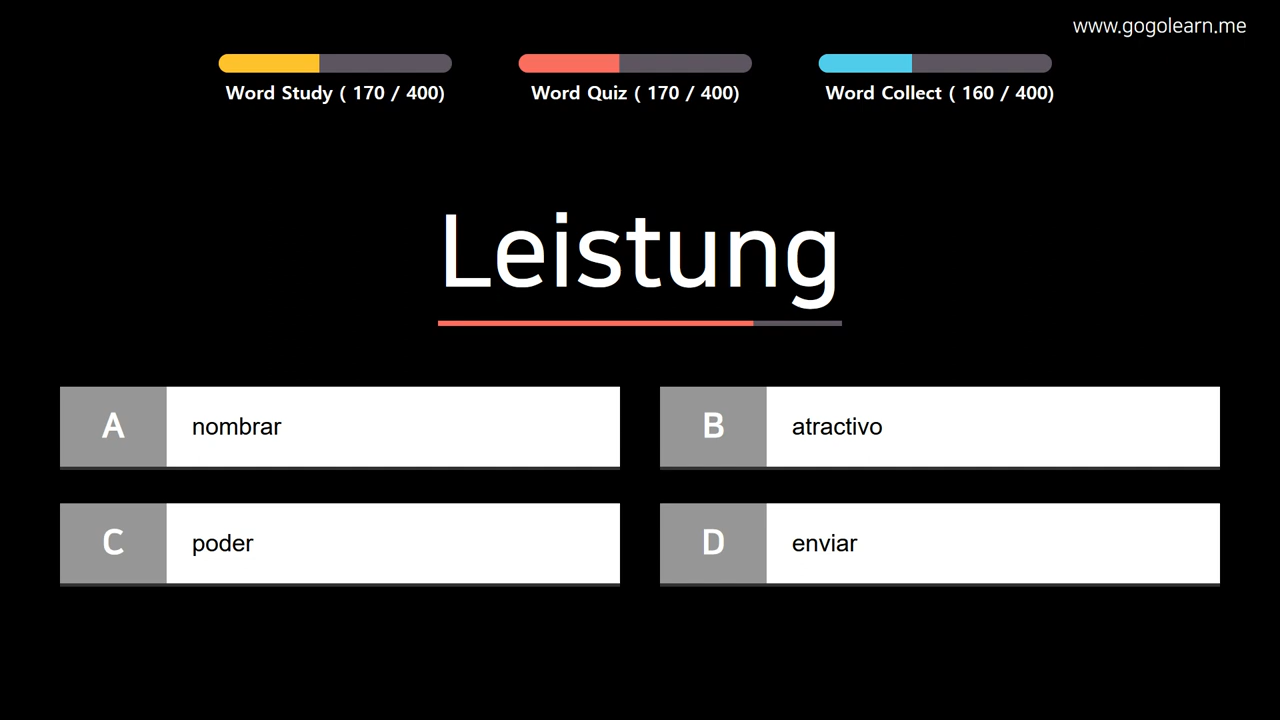 www.gogolearn.me
Word Study ( 170 / 400)
Word Quiz ( 170 / 400)
Word Collect ( 160 / 400)
Leistung
A nombrar
B atractivo
C poder
D enviar